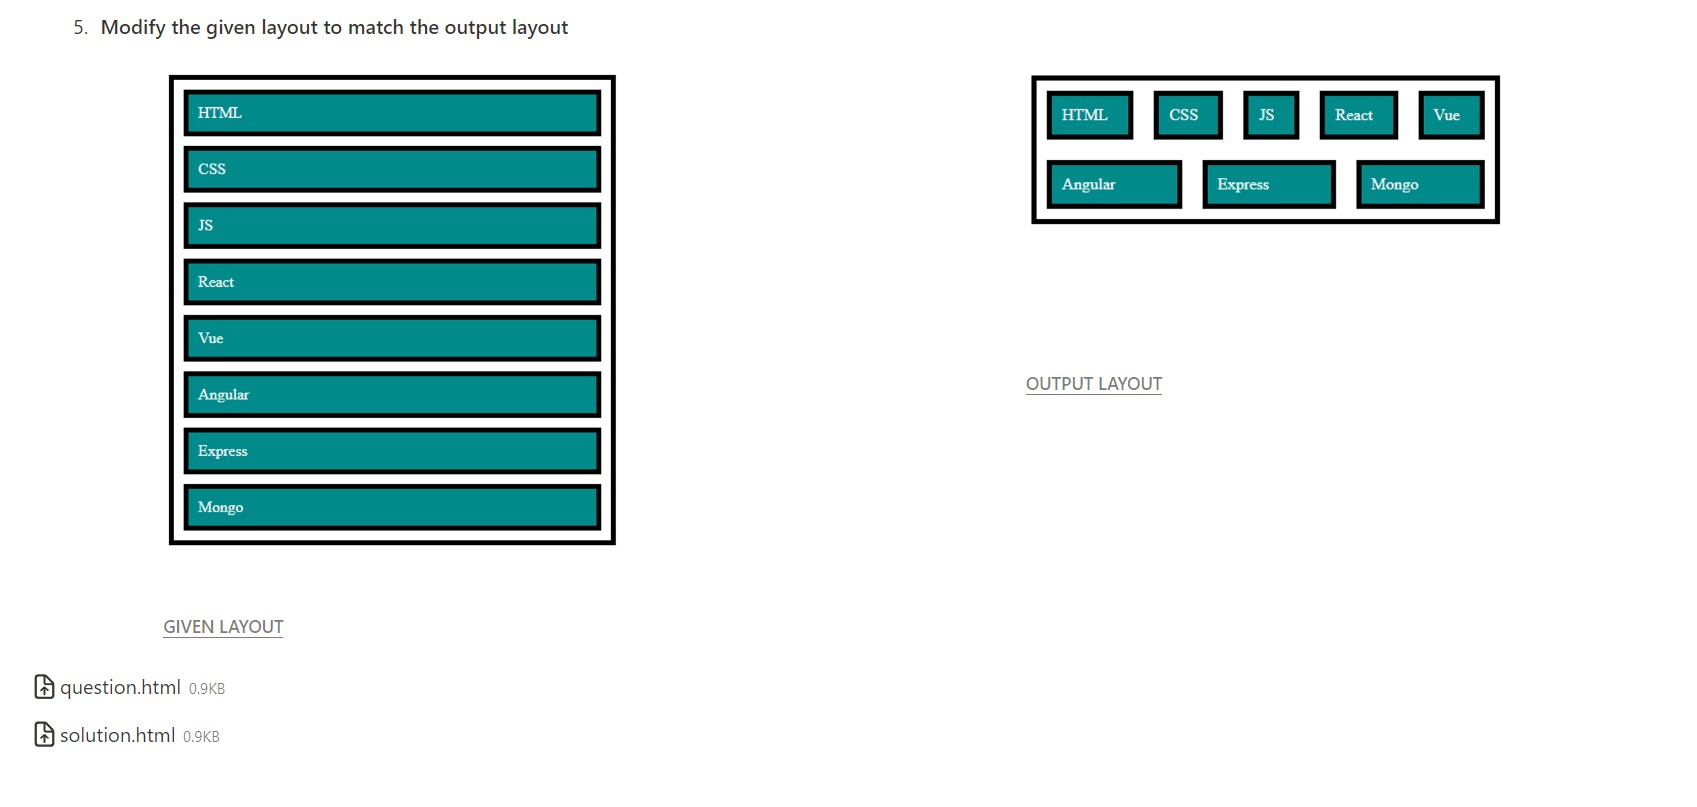 5. Modify the given layout to match the output layout
HTML
CSS
JS
React
Vue
Angular
Express
Mongo
GIVEN LAYOUT
HTML CSS JS React Vue
Angular Express Mongo
OUTPUT LAYOUT
question.html 0.9KB
solution.html 0.9KB